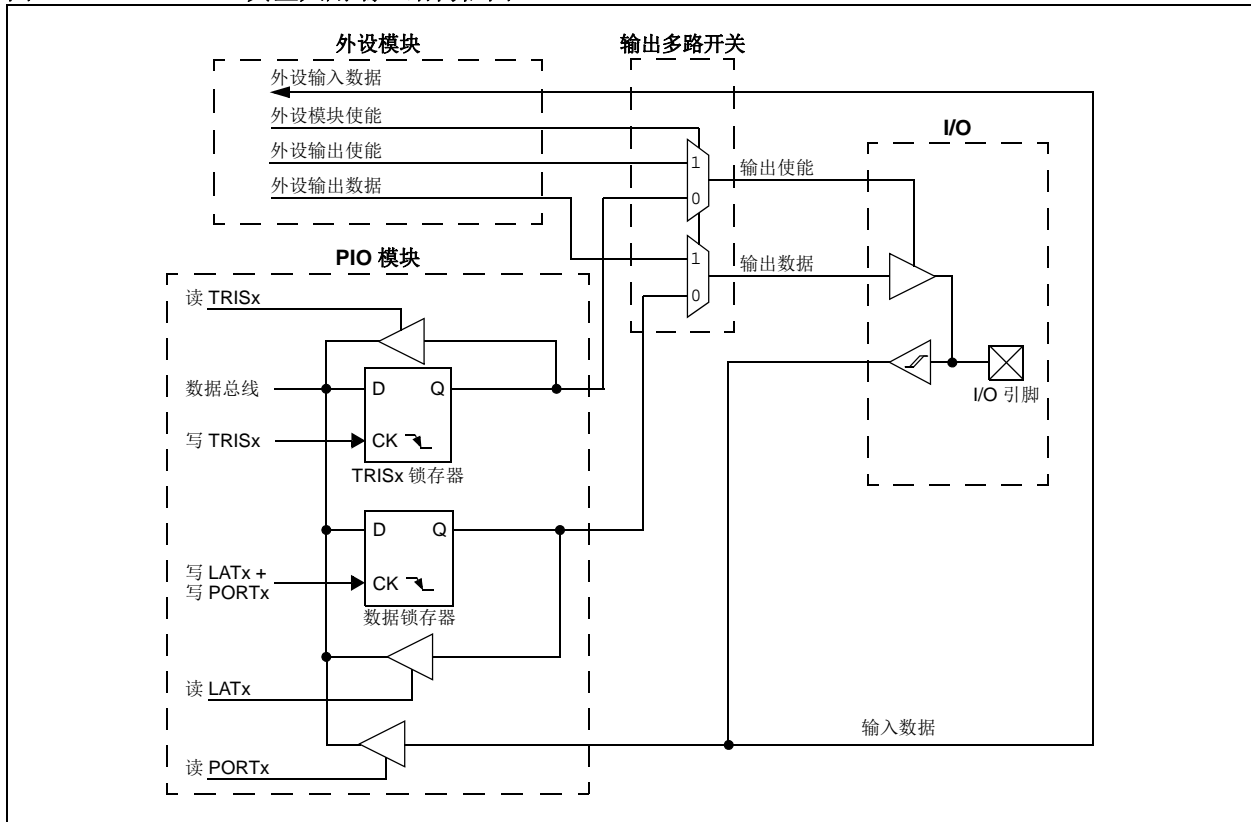 外设模块
输出多路开关
外设输入数据
外设模块使能
I/O
外设输出使能
1
输出使能
外设输出数据
0
PIO 模块
1
输出数据
0
读 TRISx
数据总线
D Q
I/O 引脚
写 TRISx
CK
TRISx 锁存器
D Q
写 LATx +
写 PORTx
CK
数据锁存器
读 LATx
输入数据
读 PORTx